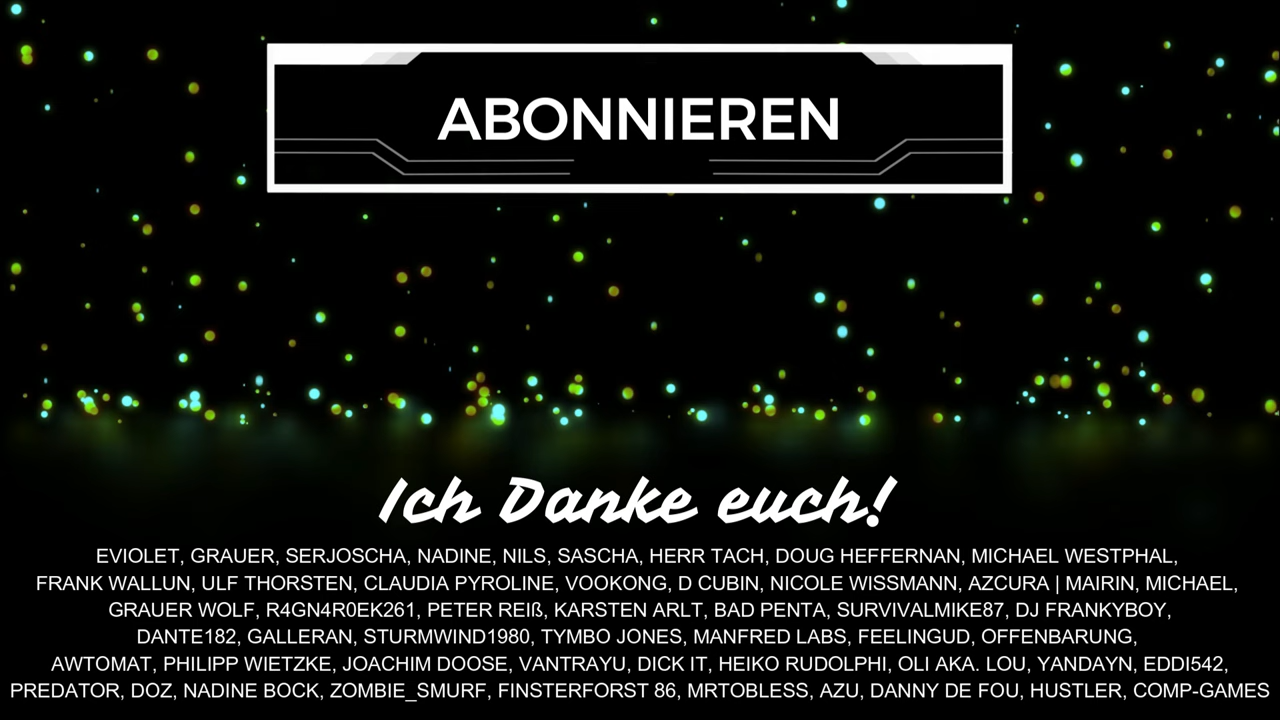 ABONNIEREN
Ich Danke euch!
EVIOLET, GRAUER, SERJOSCHA, NADINE, NILS, SASCHA, HERR TACH, DOUG HEFFERNAN, MICHAEL WESTPHAL,
FRANK WALLUN, ULF THORSTEN, CLAUDIA PYROLINE, VOOKONG, D CUBIN, NICOLE WISSMANN, AZCURA | MAIRIN, MICHAEL,
GRAUER WOLF, R4GN4R0EK261, PETER REIß, KARSTEN ARLT, BAD PENTA, SURVIVALMIKE87, DJ FRANKYBOY,
DANTE182, GALLERAN, STURMWIND1980, TYMBO JONES, MANFRED LABS, FEELINGUD, OFFENBARUNG,
AWTOMAT, PHILIPP WIETZKE, JOACHIM DOOSE, VANTRAYU, DICK IT, HEIKO RUDOLPHI, OLI AKA. LOU, YANDAYN, EDDI542,
PREDATOR, DOZ, NADINE BOCK, ZOMBIE_SMURF, FINSTERFORST 86, MRTOBLESS, AZU, DANNY DE FOU, HUSTLER, COMP-GAMES